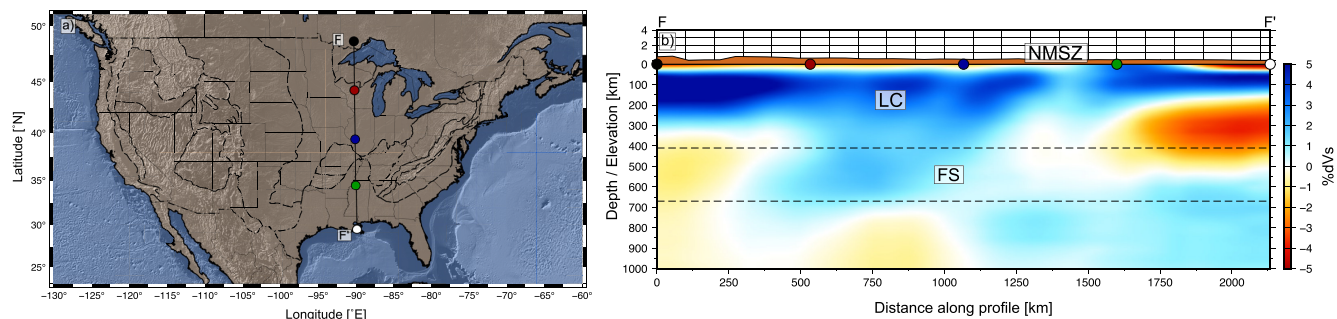 a)
50°
45°
40°
35°
30°
25°
Latitude [°N]
F
F'
−130° −125° −120° −115° −110° −105° −100° −95° −90° −85° −80° −75° −70° −65° −60°
Longitude [°E]
F F'
b)
NMSZ
LC
FS
4
2
0
100
200
300
400
500
600
700
800
900
1000
Depth / Elevation [km]
0 250 500 750 1000 1250 1500 1750 2000
Distance along profile [km]
5
4
3
2
1
0
−1
−2
−3
−4
−5
%dVs